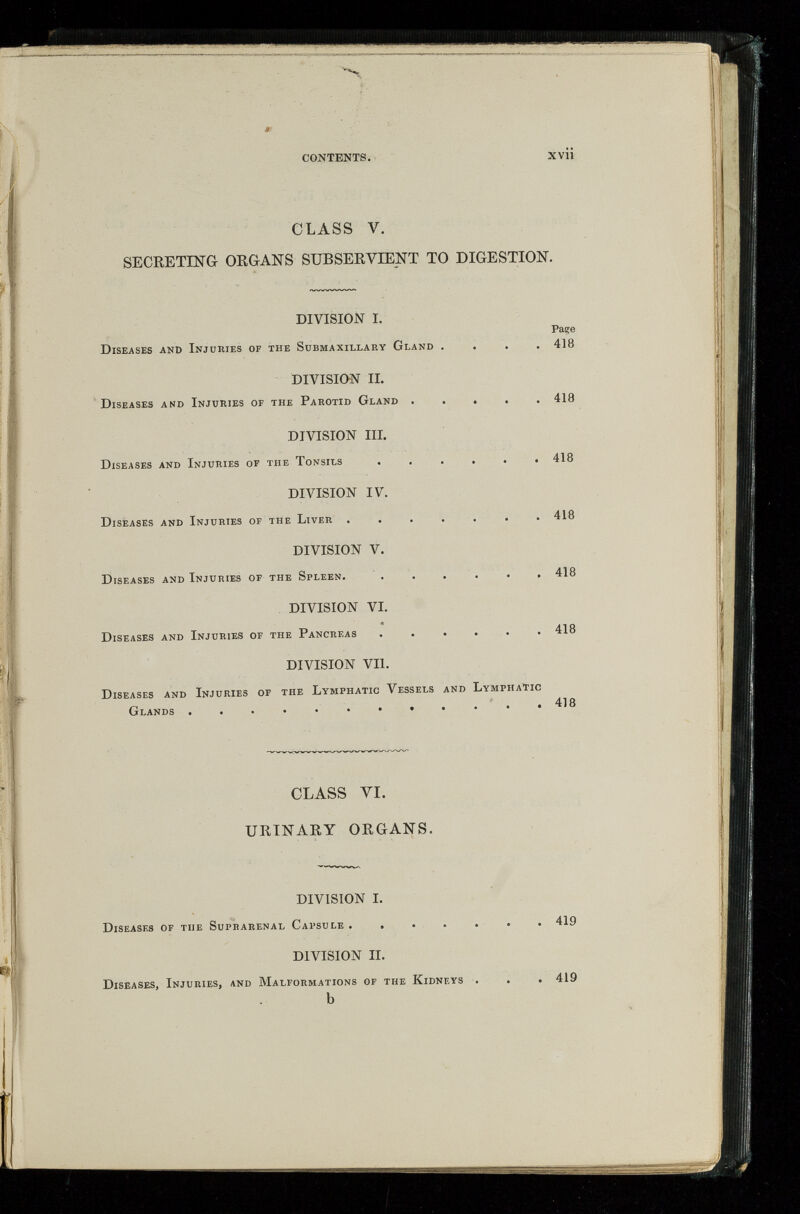 CONTENTS. xvii
CLASS V.
SECRETING ORGANS SUBSERVIENT TO DIGESTION.
DIVISION I.
Page
Diseases and Injuries of the Submaxillary Gland . . . . 418
DIVISION II.
Diseases and Injuries of the Parotid Gland . . . . . 418
DIVISION III.
Diseases and Injuries of the Tonsils . . . . . . 418
DIVISION IV.
Diseases and Injuries of the Liver . . . . . . . 418
DIVISION V.
Diseases and Injuries of the Spleen. . . . . . . 418
DIVISION VI.
Diseases and Injuries of the Pancreas . . . . . . 418
DIVISION VII.
Diseases and Injuries of the Lymphatic Vessels and Lymphatic
Glands . . . . . . . . . . . . 418
CLASS VI.
URINARY ORGANS.
DIVISION I.
Diseases of the Suprarenal Capsule . . . . . . . 419
DIVISION II.
Diseases, Injuries, and Malformations of the Kidneys . . . 419
b